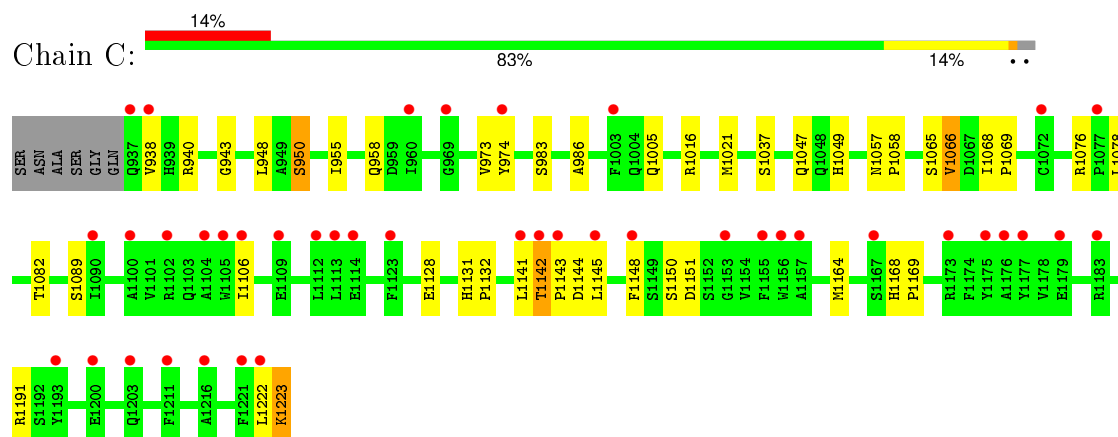 14%
Chain C:
83% 14% • •
SER ASN ALA SER GLY GLN Q937 V938 H939 R940 G943 L948 A949 S950 I955 Q958 D959 I960 G969 V973 Y974 S983 A986 F1003 Q1004 Q1005 R1016 M1021 S1037 Q1047 Q1048 H1049 N1057 P1058 S1065 V1066 D1067 I1068 P1069 C1072 R1076 P1077 L1078
T1082 S1089 I1090 A1100 V1101 R1102 Q1103 A1104 W1105 I1106 E1109 L1112 L1113 E1114 F1123 E1128 H1131 P1132 L1141 T1142 P1143 D1144 L1145 F1148 S1149 S1150 D1151 S1152 G1153 V1154 F1155 W1156 A1157 M1164 S1167 H1168 P1169 R1173 F1174 Y1175 A1176 Y1177 V1178 E1179 R1183
R1191 S1192 Y1193 E1200 Q1203 F1211 A1216 F1221 L1222 K1223